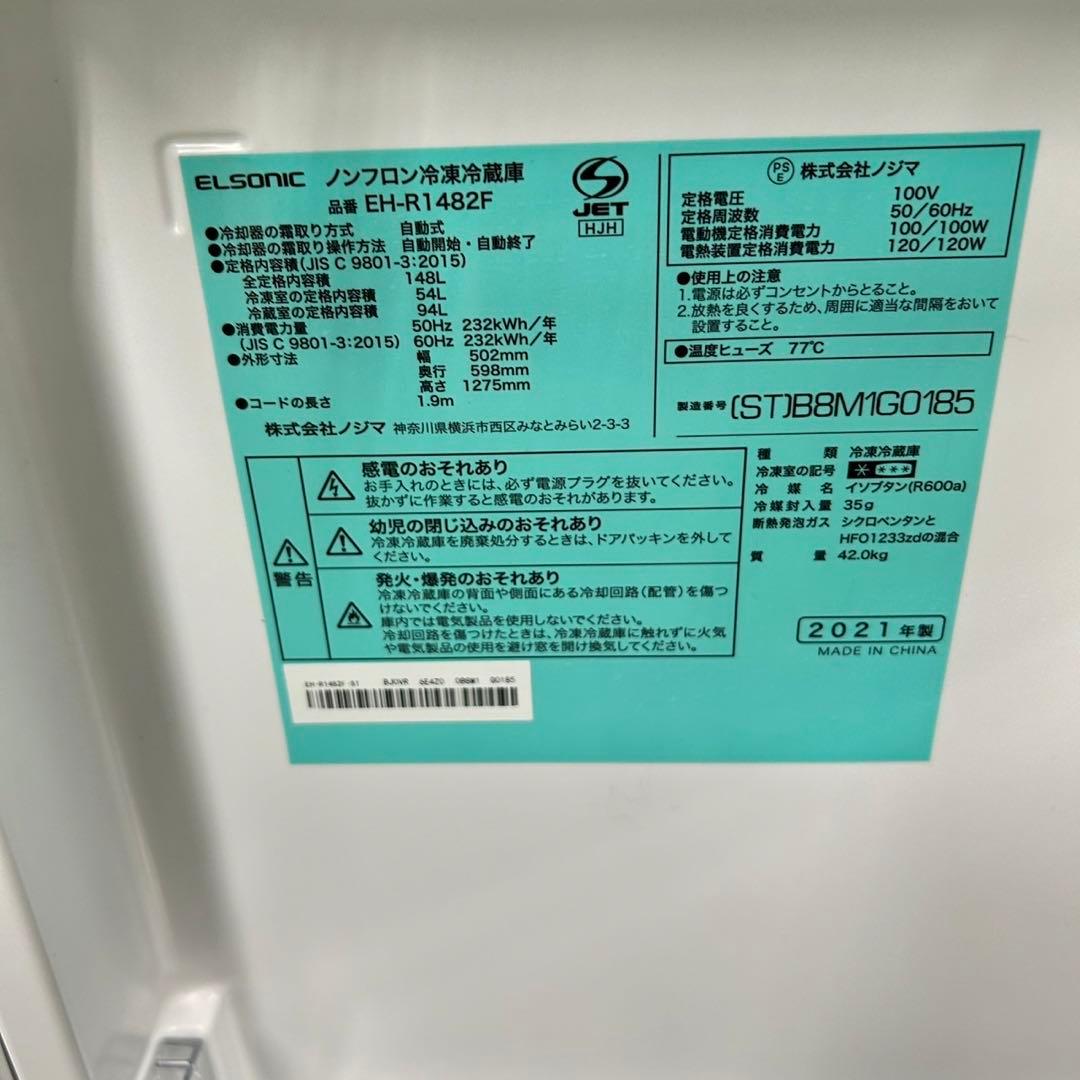 ELSONIC ノンフロン冷凍冷蔵庫
品番 EH-R1482F
JET
HJH
●冷却器の霜取り方式 自動式
●冷却器の霜取り操作方法 自動開始・自動終了
●定格内容積(JIS C 9801-3:2015)
全定格内容積 148L
冷凍室の定格内容積 54L
冷蔵室の定格内容積 94L
●消費電力量 50Hz 232kWh/年
(JIS C 9801-3:2015) 60Hz 232kWh/年
●外形寸法 幅 502mm
奥行 598mm
高さ 1275mm
●コードの長さ 1.9m
株式会社ノジマ 神奈川県横浜市西区みなとみらい2-3-3
PSE 株式会社ノジマ
定格電圧 100V
定格周波数 50/60Hz
電動機定格消費電力 100/100W
電熱装置定格消費電力 120/120W
●使用上の注意
1.電源は必ずコンセントからとること。
2.放熱を良くするため、周囲に適当な間隔をおいて
設置すること。
●温度ヒューズ 77℃
製造番号 (ST)B8M1G0185
警告
感電のおそれあり
お手入れのときには、必ず電源プラグを抜いてください。
抜かずに作業すると感電のおそれがあります。
幼児の閉じ込みのおそれあり
冷凍冷蔵庫を廃棄処分するときは、ドアパッキンを外して
ください。
発火・爆発のおそれあり
冷凍冷蔵庫の背面や側面にある冷却回路(配管)を傷つ
けないでください。
庫内では電気製品を使用しないでください。
冷却回路を傷つけたときは、冷凍冷蔵庫に触れずに火気
や電気製品の使用を避け窓を開け換気してください。
種類 冷凍冷蔵庫
冷凍室の記号 * ***
冷媒名 イソブタン(R600a)
冷媒封入量 35g
断熱発泡ガス シクロペンタンと
HFO1233zdの混合
質量 42.0kg
2021年製
MADE IN CHINA
EH-R1482F-S1 BJ0VR 6E4Z0 0B8M1 G0185